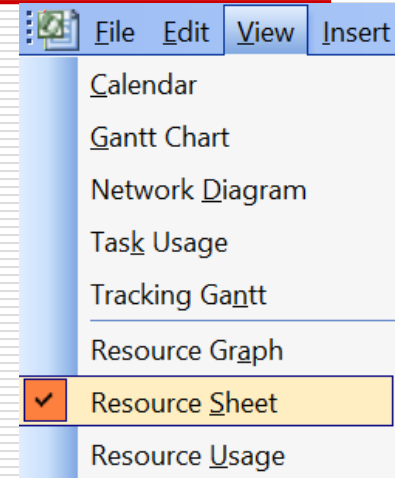 File Edit View Insert
Calendar
Gantt Chart
Network Diagram
Task Usage
Tracking Gantt
Resource Graph
Resource Sheet
Resource Usage